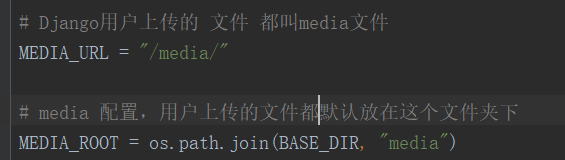 # Django用户上传的 文件 都叫media文件
MEDIA_URL = "/media/"
# media 配置，用户上传的文件都默认放在这个文件夹下
MEDIA_ROOT = os.path.join(BASE_DIR, "media")